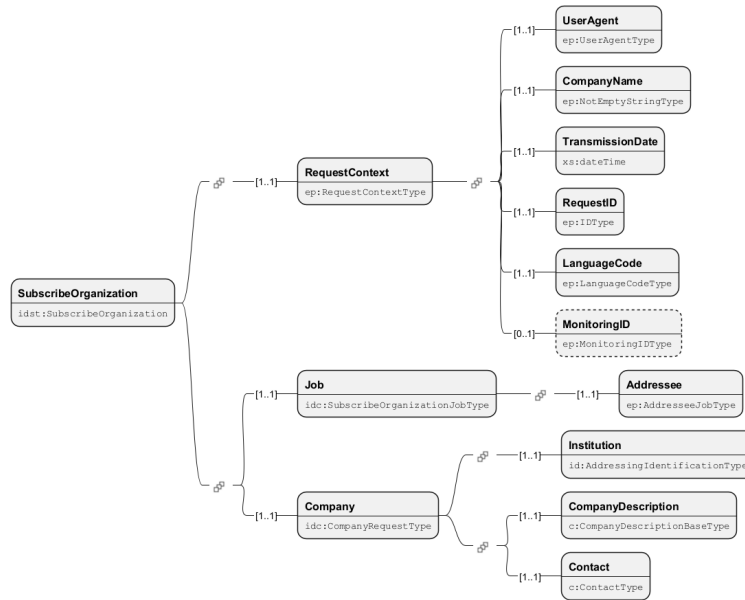 UserAgent
[1..1]
ep:UserAgentType
CompanyName
[1..1]
ep:NotEmptyStringType
TransmissionDate
[1..1]
xs:dateTime
RequestContext
[1..1]
ep:RequestContextType
RequestID
[1..1]
ep:IDType
LanguageCode
[1..1]
ep:LanguageCodeType
SubscribeOrganization
idst:SubscribeOrganization
MonitoringID
[0..1]
ep:MonitoringIDType
Job
[1..1]
idc:SubscribeOrganizationJobType
Addressee
[1..1]
ep:AddresseeJobType
Institution
[1..1]
id:AddressingIdentificationType
Company
[1..1]
idc:CompanyRequestType
CompanyDescription
[1..1]
c:CompanyDescriptionBaseType
Contact
[1..1]
c:ContactType